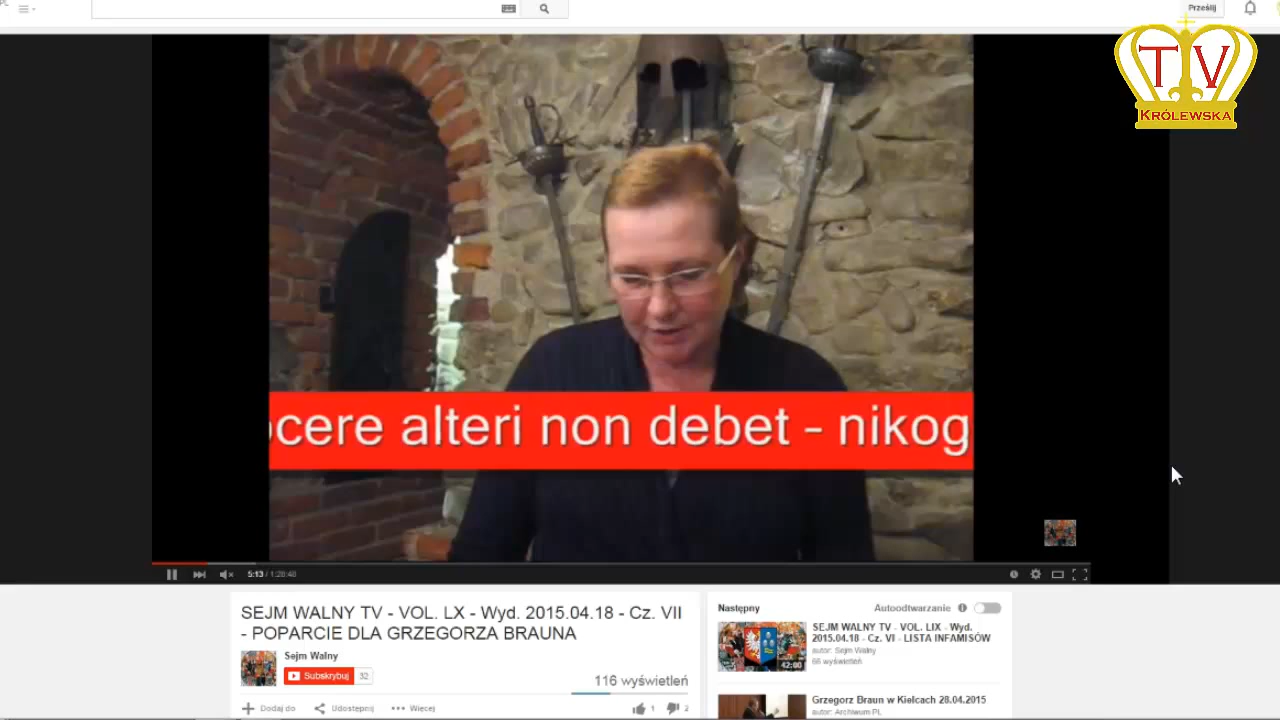 PL
Prześlij
TV
KRÓLEWSKA
ocere alteri non debet - nikog
5:13 / 1:28:48
SEJM WALNY TV - VOL. LX - Wyd. 2015.04.18 - Cz. VII
- POPARCIE DLA GRZEGORZA BRAUNA
Sejm Walny
Subskrybuj 32
116 wyświetleń
Dodaj do Udostępnij Więcej 1 2
Następny Autoodtwarzanie
SEJM WALNY TV - VOL. LIX - Wyd.
2015.04.18 - Cz. VI - LISTA INFAMISÓW
autor: Sejm Walny
66 wyświetleń
42:00
Grzegorz Braun w Kielcach 28.04.2015
autor: Archiwum PL